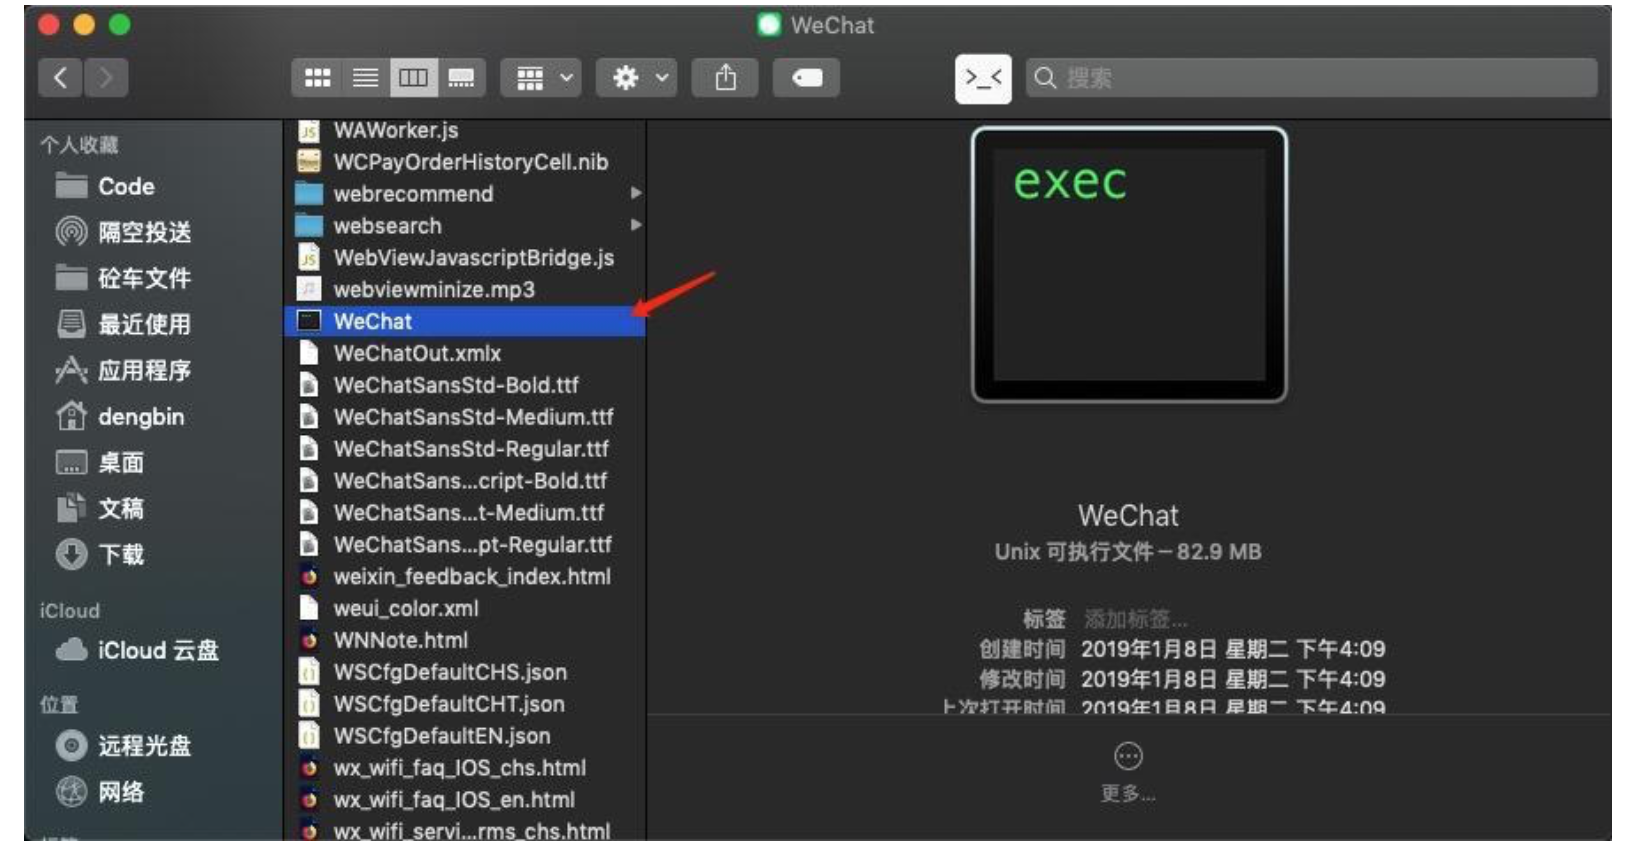 WeChat
>_<
搜索
个人收藏
Code
隔空投送
砼车文件
最近使用
应用程序
dengbin
桌面
文稿
下载
iCloud
iCloud 云盘
位置
远程光盘
网络
WAWorker.js
WCPayOrderHistoryCell.nib
webrecommend
websearch
WebViewJavascriptBridge.js
webviewminize.mp3
WeChat
WeChatOut.xmlx
WeChatSansStd-Bold.ttf
WeChatSansStd-Medium.ttf
WeChatSansStd-Regular.ttf
WeChatSans...cript-Bold.ttf
WeChatSans...t-Medium.ttf
WeChatSans...pt-Regular.ttf
weixin_feedback_index.html
weui_color.xml
WNNote.html
WSCfgDefaultCHS.json
WSCfgDefaultCHT.json
WSCfgDefaultEN.json
wx_wifi_faq_IOS_chs.html
wx_wifi_faq_IOS_en.html
wx_wifi_servi...rms_chs.html
exec
WeChat
Unix 可执行文件 – 82.9 MB
标签 添加标签...
创建时间 2019年1月8日 星期二 下午4:09
修改时间 2019年1月8日 星期二 下午4:09
上次打开时间 2019年1月8日 星期二 下午4:09
更多...